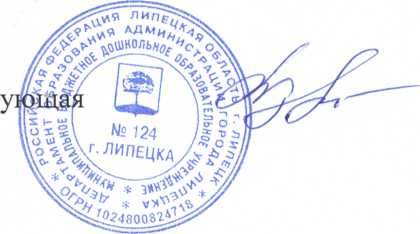 ующая
РОССИЙСКАЯ ФЕДЕРАЦИЯ ЛИПЕЦКАЯ ОБЛАСТЬ г. ЛИПЕЦК
ДЕПАРТАМЕНТ ОБРАЗОВАНИЯ АДМИНИСТРАЦИИ ГОРОДА ЛИПЕЦКА
ОГРН 1024800824718
МУНИЦИПАЛЬНОЕ БЮДЖЕТНОЕ ДОШКОЛЬНОЕ ОБРАЗОВАТЕЛЬНОЕ УЧРЕЖДЕНИЕ
№ 124
г. ЛИПЕЦКА